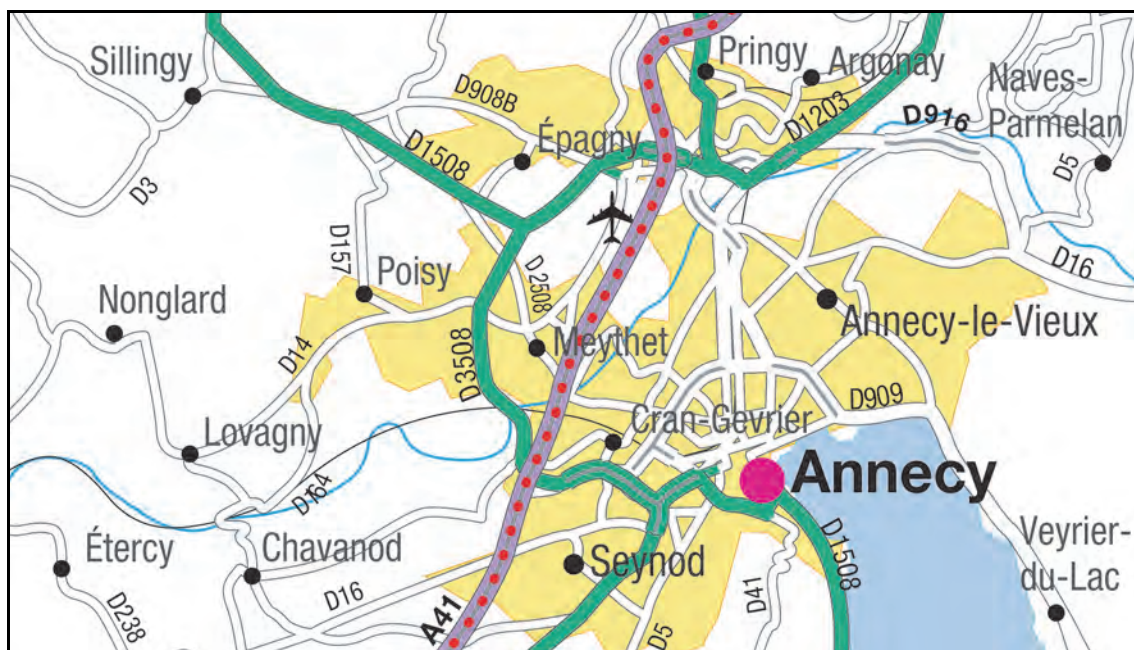 Sillingy
Pringy
Argonay
Naves-
Parmelan
D908B
D1203
D916
Épagny
D1508
D5
D3
D157
Poisy
D2508
D16
Nonglard
Annecy-le-Vieux
Meythet
D14
D3508
D909
Lovagny
Cran-Gevrier
Annecy
D164
Étercy
Chavanod
Seynod
D1508
Veyrier-
du-Lac
D16
D41
A41
D238
D5